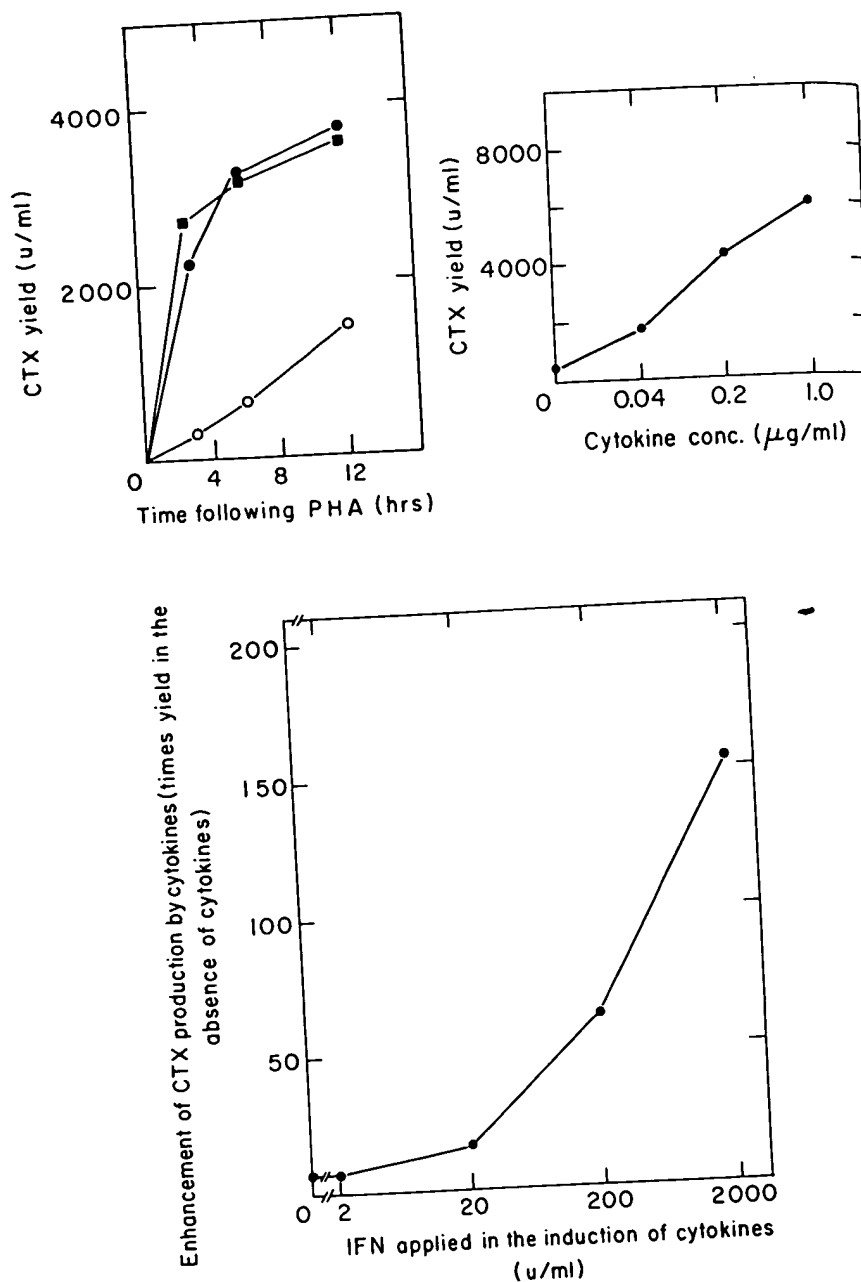 4000
2000
CTX yield (u/ml)
0 4 8 12
Time following PHA (hrs)
8000
4000
CTX yield (u/ml)
0 0.04 0.2 1.0
Cytokine conc. (μg/ml)
Enhancement of CTX production by cytokines (times yield in the
absence of cytokines)
200
150
100
50
0 2 20 200 2000
IFN applied in the induction of cytokines
(u/ml)